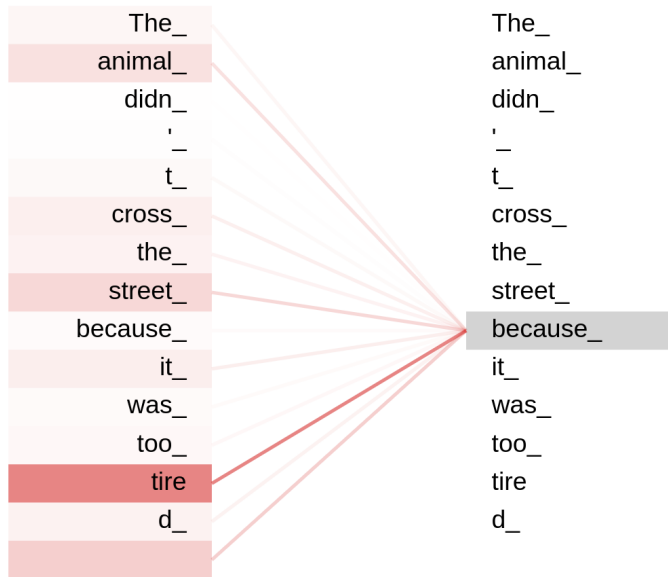 The_ The_
animal_ animal_
didn_ didn_
'_ '_
t_ t_
cross_ cross_
the_ the_
street_ street_
because_ because_
it_ it_
was_ was_
too_ too_
tire tire
d_ d_